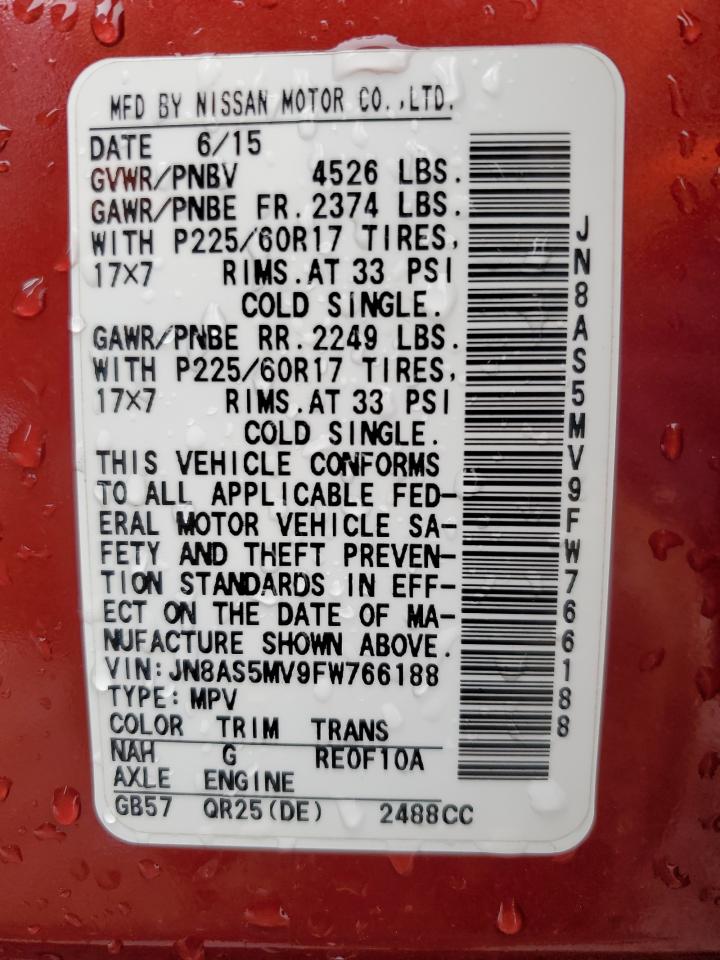 MFD BY NISSAN MOTOR CO.,LTD.
DATE 6/15
GVWR/PNBV 4526 LBS.
GAWR/PNBE FR.2374 LBS.
WITH P225/60R17 TIRES,
17×7 RIMS.AT 33 PSI
COLD SINGLE.
GAWR/PNBE RR.2249 LBS.
WITH P225/60R17 TIRES,
17×7 RIMS.AT 33 PSI
COLD SINGLE.
THIS VEHICLE CONFORMS
TO ALL APPLICABLE FED-
ERAL MOTOR VEHICLE SA-
FETY AND THEFT PREVEN-
TION STANDARDS IN EFF-
ECT ON THE DATE OF MA-
NUFACTURE SHOWN ABOVE.
VIN:JN8AS5MV9FW766188
TYPE:MPV
COLOR TRIM TRANS
NAH G RE0F10A
AXLE ENGINE
GB57 QR25(DE) 2488CC
JN8AS5MV9FW766188